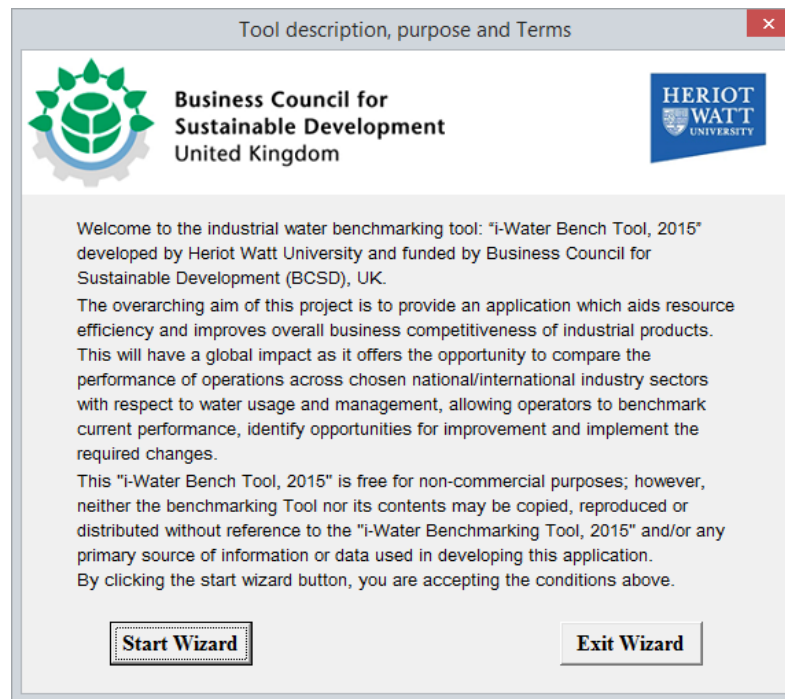 Tool description, purpose and Terms
Business Council for
Sustainable Development
United Kingdom
HERIOT
WATT
UNIVERSITY
Welcome to the industrial water benchmarking tool: "i-Water Bench Tool, 2015"
developed by Heriot Watt University and funded by Business Council for
Sustainable Development (BCSD), UK.
The overarching aim of this project is to provide an application which aids resource
efficiency and improves overall business competitiveness of industrial products.
This will have a global impact as it offers the opportunity to compare the
performance of operations across chosen national/international industry sectors
with respect to water usage and management, allowing operators to benchmark
current performance, identify opportunities for improvement and implement the
required changes.
This "i-Water Bench Tool, 2015" is free for non-commercial purposes; however,
neither the benchmarking Tool nor its contents may be copied, reproduced or
distributed without reference to the "i-Water Benchmarking Tool, 2015" and/or any
primary source of information or data used in developing this application.
By clicking the start wizard button, you are accepting the conditions above.
Start Wizard
Exit Wizard